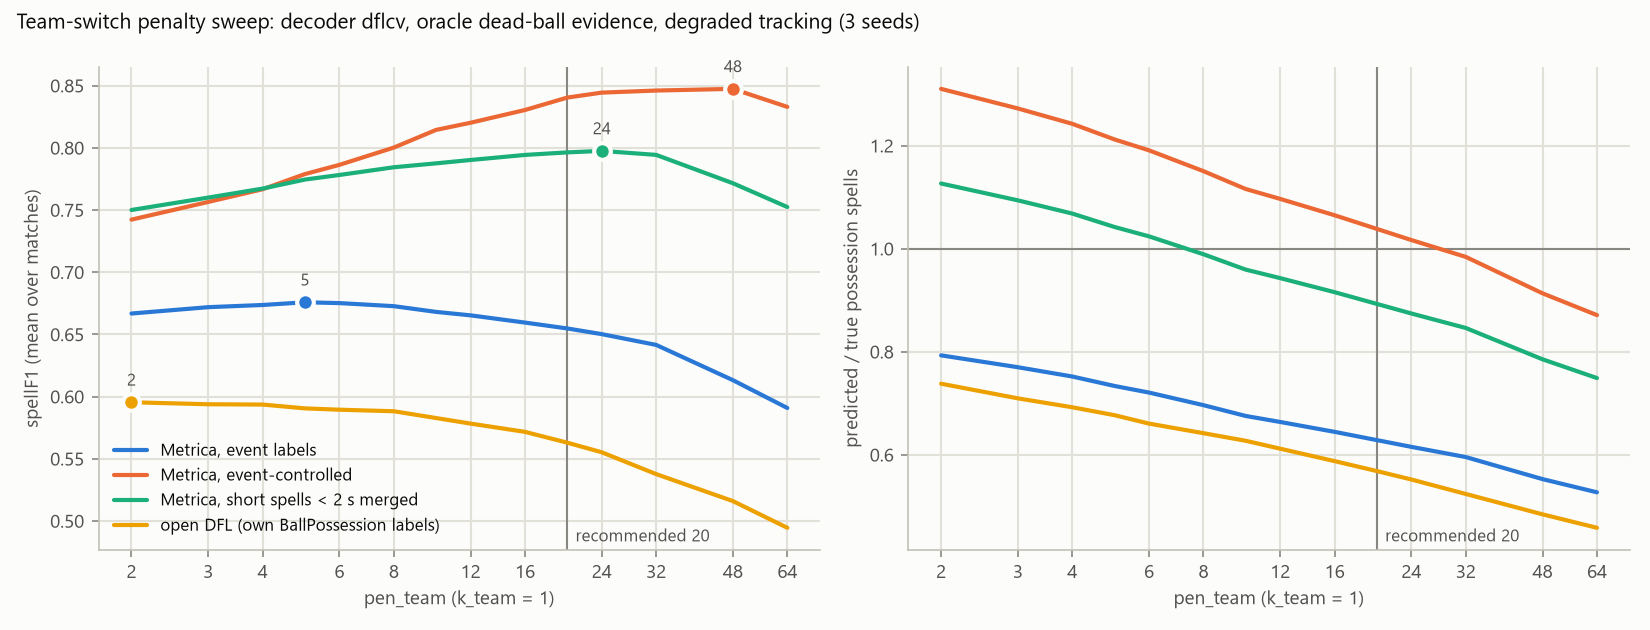 Team-switch penalty sweep: decoder dflcv, oracle dead-ball evidence, degraded tracking (3 seeds)
spellF1 (mean over matches)
0.85
0.80
0.75
0.70
0.65
0.60
0.55
0.50
48
24
5
2
Metrica, event labels
Metrica, event-controlled
Metrica, short spells < 2 s merged
open DFL (own BallPossession labels)
recommended 20
2 3 4 6 8 12 16 24 32 48 64
pen_team (k_team = 1)
predicted / true possession spells
1.2
1.0
0.8
0.6
recommended 20
2 3 4 6 8 12 16 24 32 48 64
pen_team (k_team = 1)